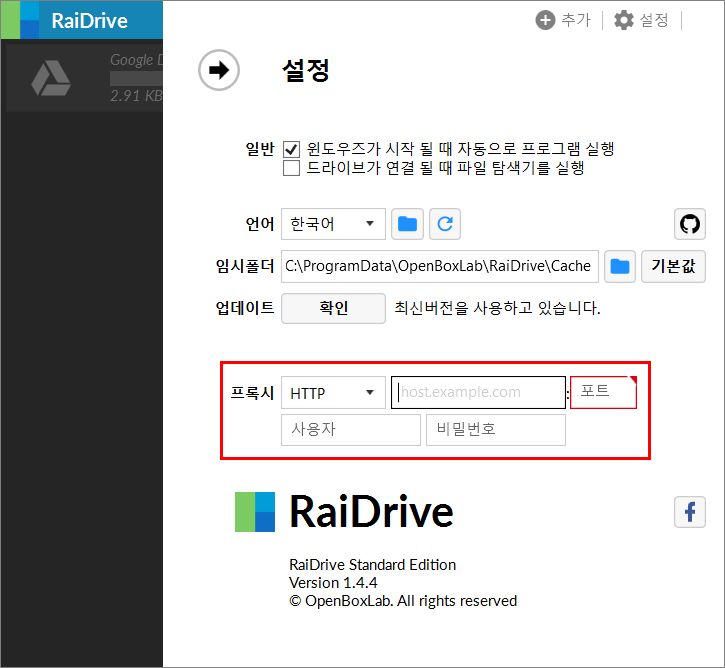 RaiDrive
추가
설정
Google D
2.91 KB
설정
일반
윈도우즈가 시작 될 때 자동으로 프로그램 실행
드라이브가 연결 될 때 파일 탐색기를 실행
언어 한국어
임시폴더 C:\ProgramData\OpenBoxLab\RaiDrive\Cache 기본값
업데이트 확인 최신버전을 사용하고 있습니다.
프록시 HTTP host.example.com : 포트
사용자 비밀번호
RaiDrive
RaiDrive Standard Edition
Version 1.4.4
© OpenBoxLab. All rights reserved